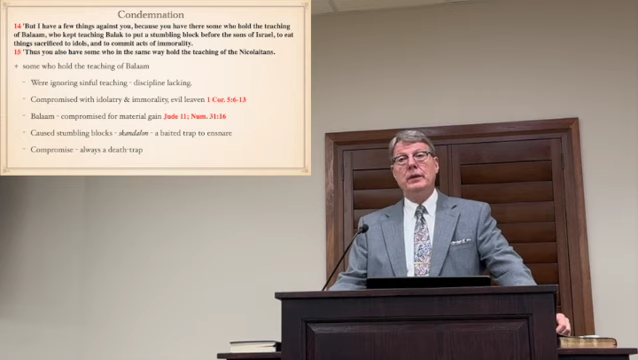 Condemnation
14 'But I have a few things against you, because you have there some who hold the teaching
of Balaam, who kept teaching Balak to put a stumbling block before the sons of Israel, to eat
things sacrificed to idols, and to commit acts of immorality.
15 'Thus you also have some who in the same way hold the teaching of the Nicolaitans.
+ some who hold the teaching of Balaam
- Were ignoring sinful teaching - discipline lacking.
- Compromised with idolatry & immorality, evil leaven 1 Cor. 5:6-13
- Balaam - compromised for material gain Jude 11; Num. 31:16
- Caused stumbling blocks - skandalon - a baited trap to ensnare
- Compromise - always a death-trap